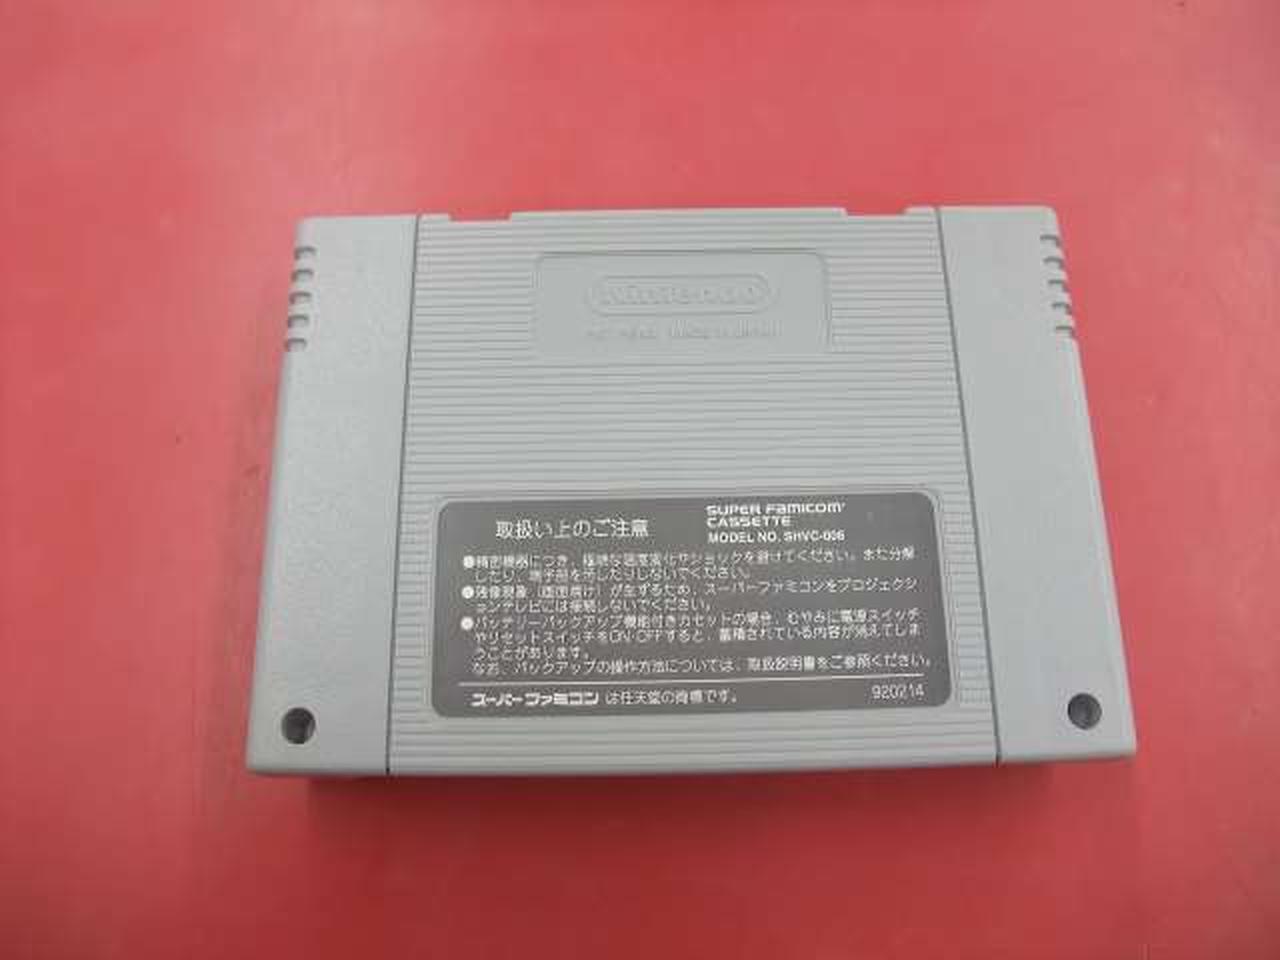 Nintendo
MADE IN JAPAN
取扱い上のご注意
SUPER FAMICOM
CASSETTE
MODEL NO. SHVC-006
●精密機器につき、極端な温度変化やショックを避けてください。また分解
したり、端子部を汚したりしないでください。
●残像現象（画面焼け）が生ずるため、スーパーファミコンをプロジェクシ
ョンテレビには接続しないでください。
●バッテリーバックアップ機能付きカセットの場合、むやみに電源スイッチ
やリセットスイッチをON・OFFすると、蓄積されている内容が消えてしま
うことがあります。
なお、バックアップの操作方法については、取扱説明書をご参照ください。
スーパーファミコン は任天堂の商標です。
920214